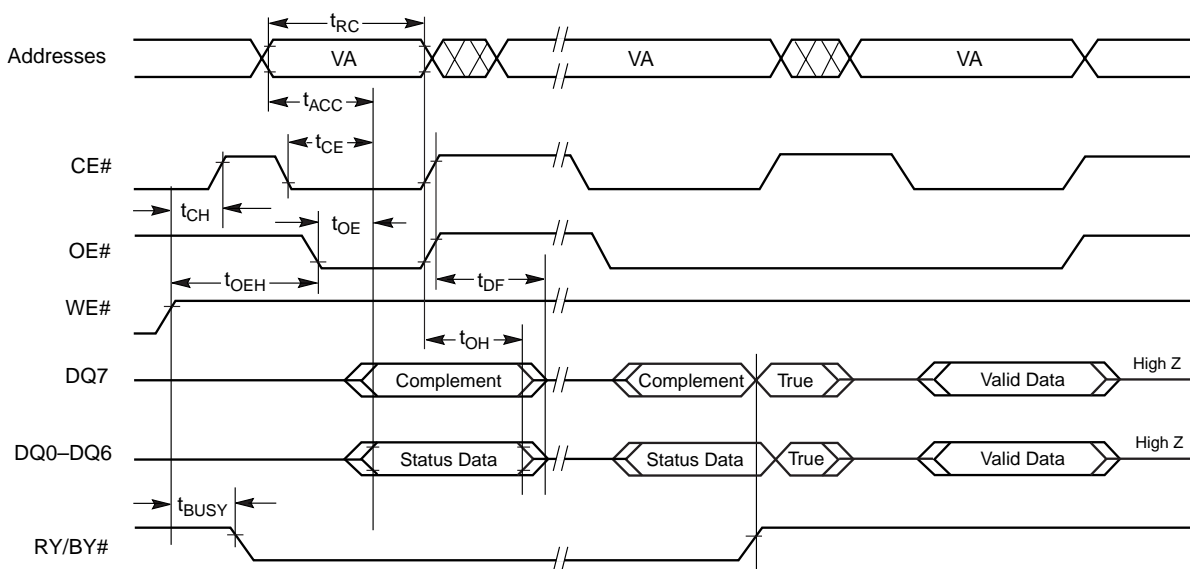 tRC
Addresses VA VA VA
tACC
tCE
CE#
tCH tOE
OE#
tOEH tDF
WE#
tOH
DQ7 Complement Complement True Valid Data High Z
DQ0–DQ6 Status Data Status Data True Valid Data High Z
tBUSY
RY/BY#